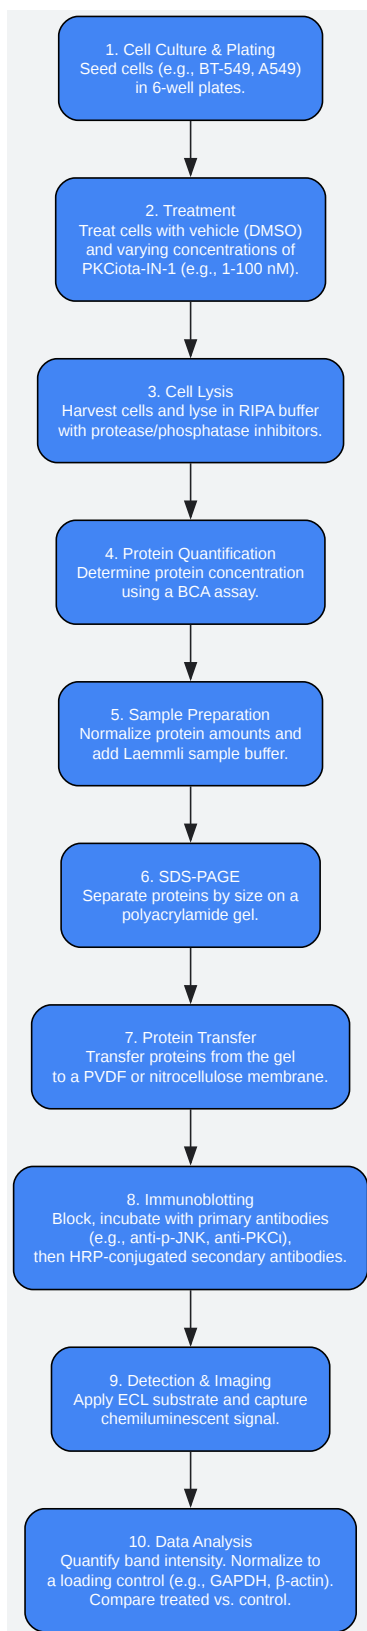 1. Cell Culture & Plating
Seed cells (e.g., BT-549, A549)
in 6-well plates.
2. Treatment
Treat cells with vehicle (DMSO)
and varying concentrations of
PKCiota-IN-1 (e.g., 1-100 nM).
3. Cell Lysis
Harvest cells and lyse in RIPA buffer
with protease/phosphatase inhibitors.
4. Protein Quantification
Determine protein concentration
using a BCA assay.
5. Sample Preparation
Normalize protein amounts and
add Laemmli sample buffer.
6. SDS-PAGE
Separate proteins by size on a
polyacrylamide gel.
7. Protein Transfer
Transfer proteins from the gel
to a PVDF or nitrocellulose membrane.
8. Immunoblotting
Block, incubate with primary antibodies
(e.g., anti-p-JNK, anti-PKCι),
then HRP-conjugated secondary antibodies.
9. Detection & Imaging
Apply ECL substrate and capture
chemiluminescent signal.
10. Data Analysis
Quantify band intensity. Normalize to
a loading control (e.g., GAPDH, β-actin).
Compare treated vs. control.